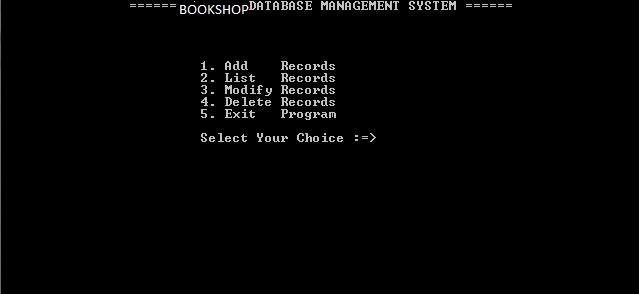 ====== BOOKSHOP DATABASE MANAGEMENT SYSTEM ======
1. Add Records
2. List Records
3. Modify Records
4. Delete Records
5. Exit Program
Select Your Choice :=>